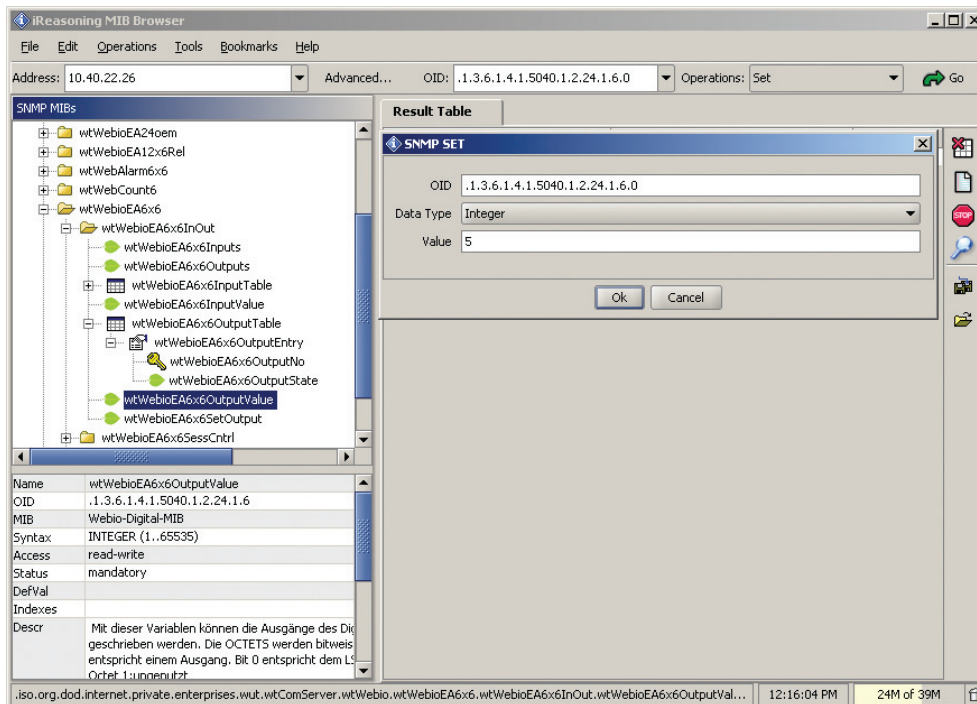 iReasoning MIB Browser
File Edit Operations Tools Bookmarks Help
Address: 10.40.22.26 Advanced... OID: .1.3.6.1.4.1.5040.1.2.24.1.6.0 Operations: Set Go
SNMP MIBs
wtWebioEA24oem
wtWebioEA12x6Rel
wtWebAlarm6x6
wtWebCount6
wtWebioEA6x6
wtWebioEA6x6InOut
wtWebioEA6x6Inputs
wtWebioEA6x6Outputs
wtWebioEA6x6InputTable
wtWebioEA6x6InputValue
wtWebioEA6x6OutputTable
wtWebioEA6x6OutputEntry
wtWebioEA6x6OutputNo
wtWebioEA6x6OutputState
wtWebioEA6x6OutputValue
wtWebioEA6x6SetOutput
wtWebioEA6x6SessCntrl
Name wtWebioEA6x6OutputValue
OID .1.3.6.1.4.1.5040.1.2.24.1.6
MIB Webio-Digital-MIB
Syntax INTEGER (1..65535)
Access read-write
Status mandatory
DefVal
Indexes
Descr Mit dieser Variablen können die Ausgänge des Dig
geschrieben werden. Die OCTETS werden bitweis
entspricht einem Ausgang. Bit 0 entspricht dem LS
Octet 1:ungenutzt
Result Table
SNMP SET
OID .1.3.6.1.4.1.5040.1.2.24.1.6.0
Data Type Integer
Value 5
Ok Cancel
STOP
.iso.org.dod.internet.private.enterprises.wut.wtComServer.wtWebio.wtWebioEA6x6.wtWebioEA6x6InOut.wtWebioEA6x6OutputVal... 12:16:04 PM 24M of 39M